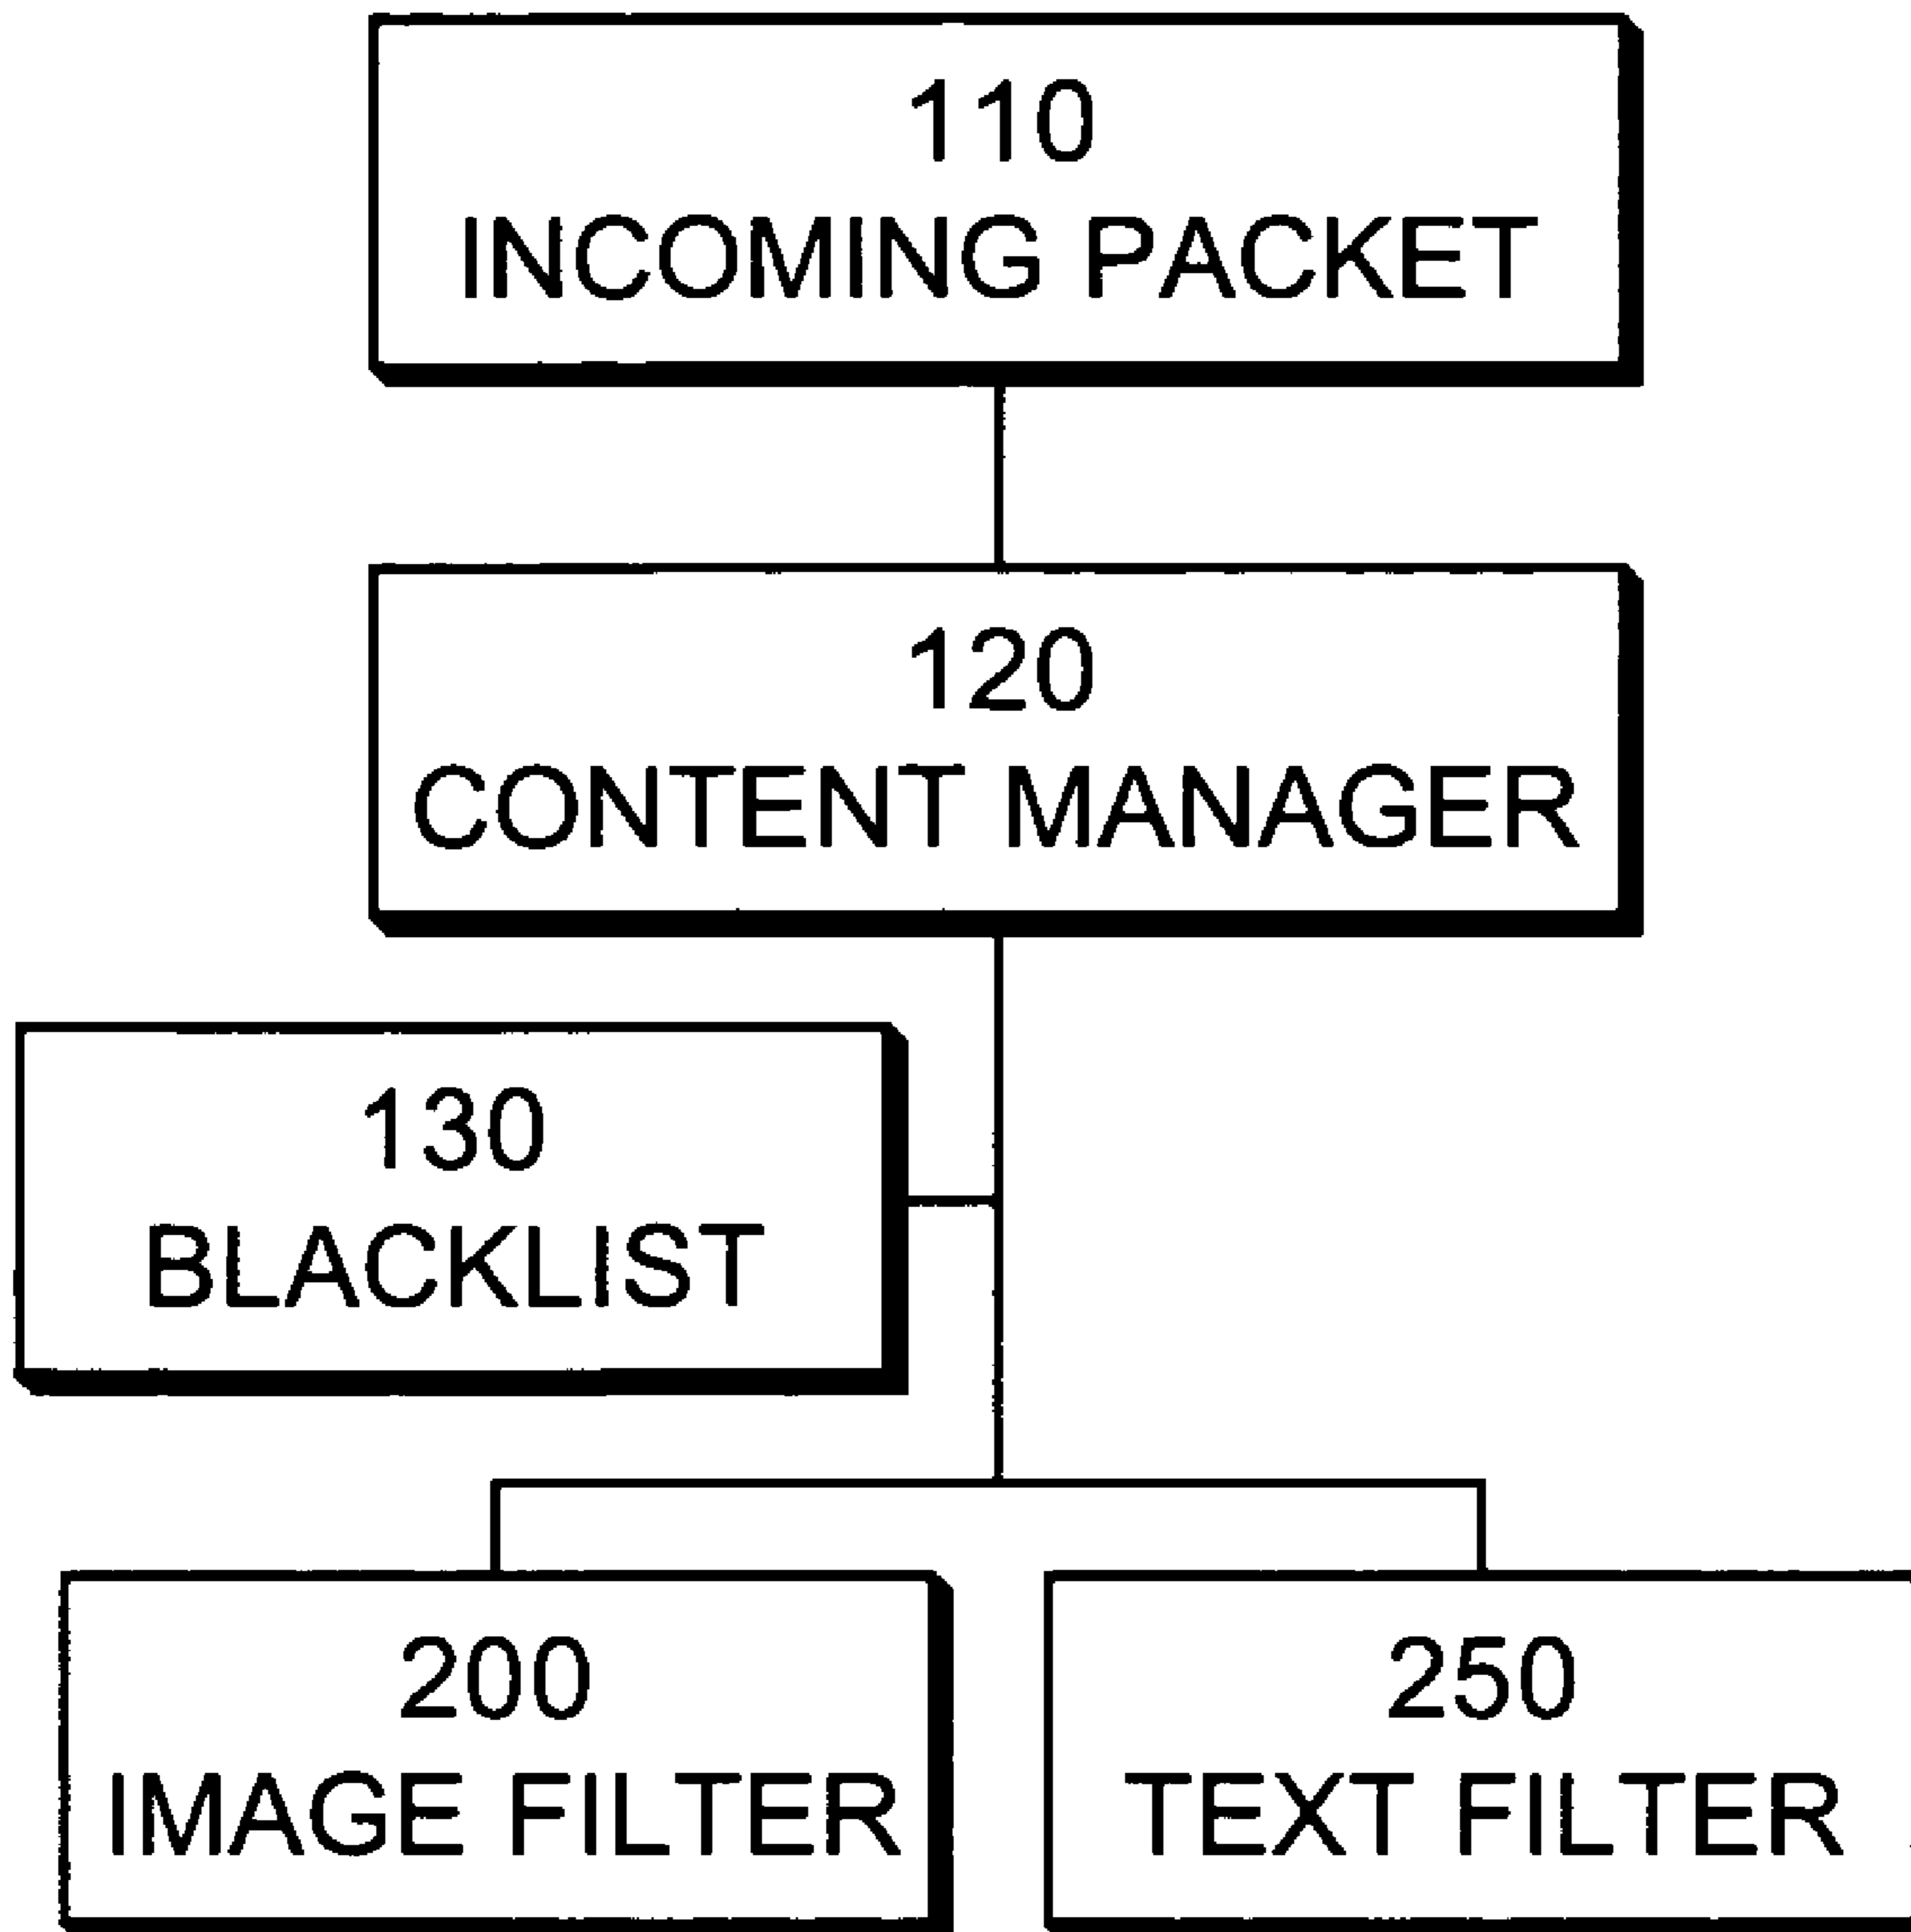 110
INCOMING PACKET
120
CONTENT MANAGER
130
BLACKLIST
200
IMAGE FILTER
250
TEXT FILTER